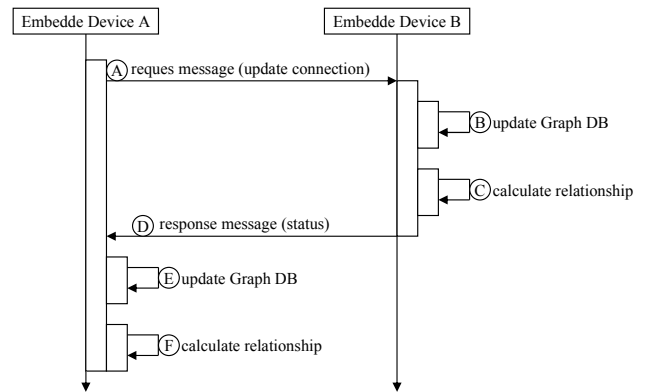 Embedde Device A
Embedde Device B
A reques message (update connection)
B update Graph DB
C calculate relationship
D response message (status)
E update Graph DB
F calculate relationship